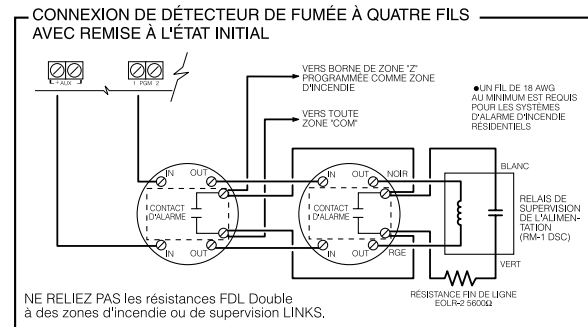 CONNEXION DE DÉTECTEUR DE FUMÉE À QUATRE FILS
AVEC REMISE À L'ÉTAT INITIAL
- + AUX -
1 PGM 2
VERS BORNE DE ZONE "Z"
PROGRAMMÉE COMME ZONE
D'INCENDIE
VERS TOUTE
ZONE "COM"
●UN FIL DE 18 AWG
AU MINIMUM EST REQUIS
POUR LES SYSTÈMES
D'ALARME D'INCENDIE
RÉSIDENTIELS
IN OUT IN OUT NOIR
BLANC
CONTACT
D'ALARME
CONTACT
D'ALARME
RELAIS DE
SUPERVISION
DE L'ALIMEN-
TATION
(RM-1 DSC)
IN OUT IN OUT RGE
VERT
RÉSISTANCE FIN DE LIGNE
EOLR-2 5600Ω
NE RELIEZ PAS les résistances FDL Double
à des zones d'incendie ou de supervision LINKS.